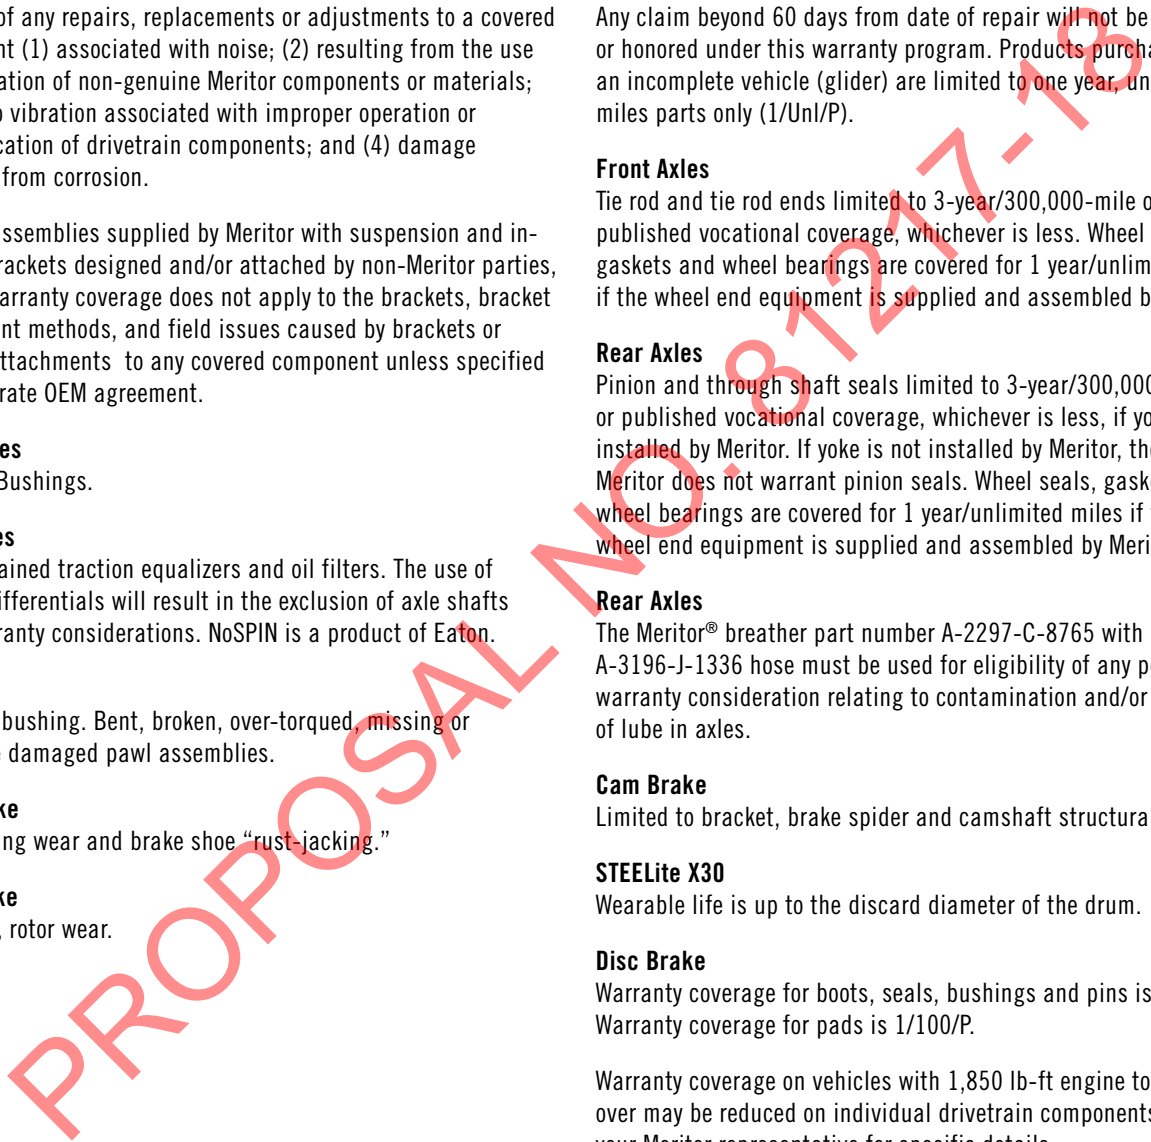 of any repairs, replacements or adjustments to a covered
nt (1) associated with noise; (2) resulting from the use
ation of non-genuine Meritor components or materials;
o vibration associated with improper operation or
cation of drivetrain components; and (4) damage
from corrosion.
assemblies supplied by Meritor with suspension and in-
rackets designed and/or attached by non-Meritor parties,
arranty coverage does not apply to the brackets, bracket
nt methods, and field issues caused by brackets or
ttachments to any covered component unless specified
rate OEM agreement.
es
Bushings.
es
ained traction equalizers and oil filters. The use of
ifferentials will result in the exclusion of axle shafts
ranty considerations. NoSPIN is a product of Eaton.
bushing. Bent, broken, over-torqued, missing or
e damaged pawl assemblies.
ke
ng wear and brake shoe “rust-jacking.”
ke
, rotor wear.
Any claim beyond 60 days from date of repair will not be
or honored under this warranty program. Products purcha
an incomplete vehicle (glider) are limited to one year, un
miles parts only (1/Unl/P).
Front Axles
Tie rod and tie rod ends limited to 3-year/300,000-mile o
published vocational coverage, whichever is less. Wheel
gaskets and wheel bearings are covered for 1 year/unlim
if the wheel end equipment is supplied and assembled b
Rear Axles
Pinion and through shaft seals limited to 3-year/300,000
or published vocational coverage, whichever is less, if yo
installed by Meritor. If yoke is not installed by Meritor, the
Meritor does not warrant pinion seals. Wheel seals, gaske
wheel bearings are covered for 1 year/unlimited miles if
wheel end equipment is supplied and assembled by Meri
Rear Axles
The Meritor® breather part number A-2297-C-8765 with
A-3196-J-1336 hose must be used for eligibility of any po
warranty consideration relating to contamination and/or
of lube in axles.
Cam Brake
Limited to bracket, brake spider and camshaft structura
STEELite X30
Wearable life is up to the discard diameter of the drum.
Disc Brake
Warranty coverage for boots, seals, bushings and pins is
Warranty coverage for pads is 1/100/P.
Warranty coverage on vehicles with 1,850 lb-ft engine to
over may be reduced on individual drivetrain components
your Meritor representative for specific details.
PROPOSAL NO. 81217-18